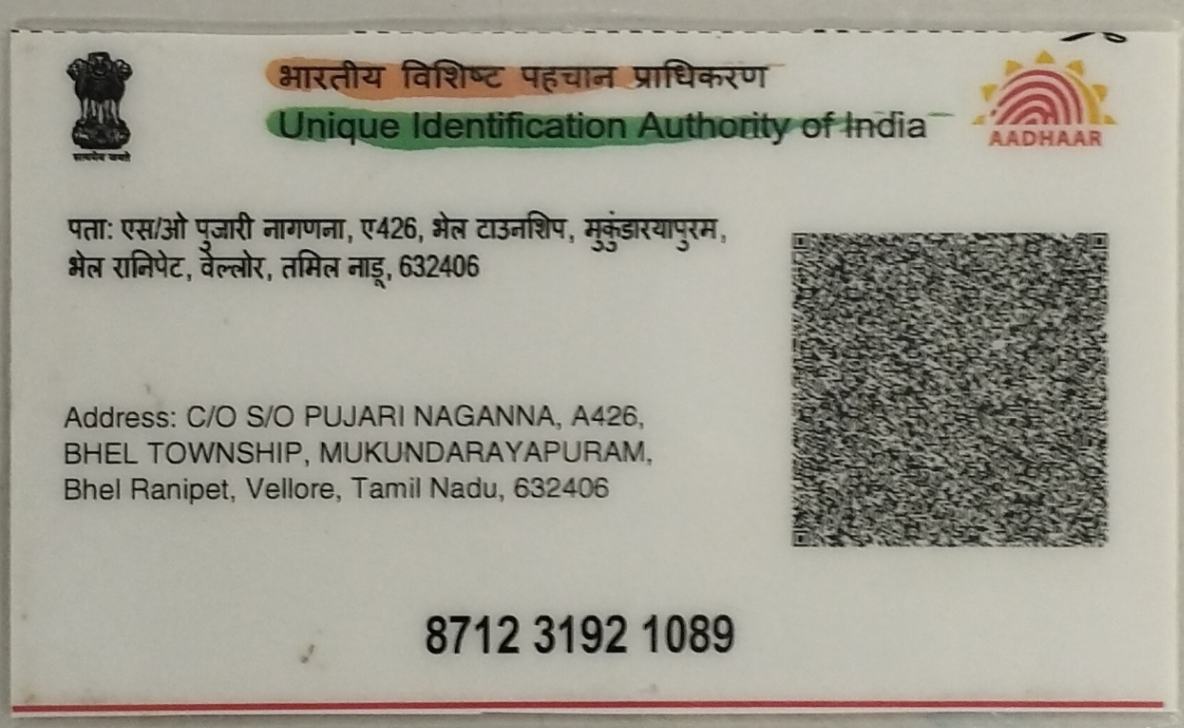 भारतीय विशिष्ट पहचान प्राधिकरण
Unique Identification Authority of India
AADHAAR
सत्यमेव जयते
पता: एस/ओ पुजारी नागणना, ए426, भेल टाउनशिप, मुकुंडारयापुरम,
भेल रानिपेट, वेल्लोर, तमिल नाडू, 632406
Address: C/O S/O PUJARI NAGANNA, A426,
BHEL TOWNSHIP, MUKUNDARAYAPURAM,
Bhel Ranipet, Vellore, Tamil Nadu, 632406
8712 3192 1089